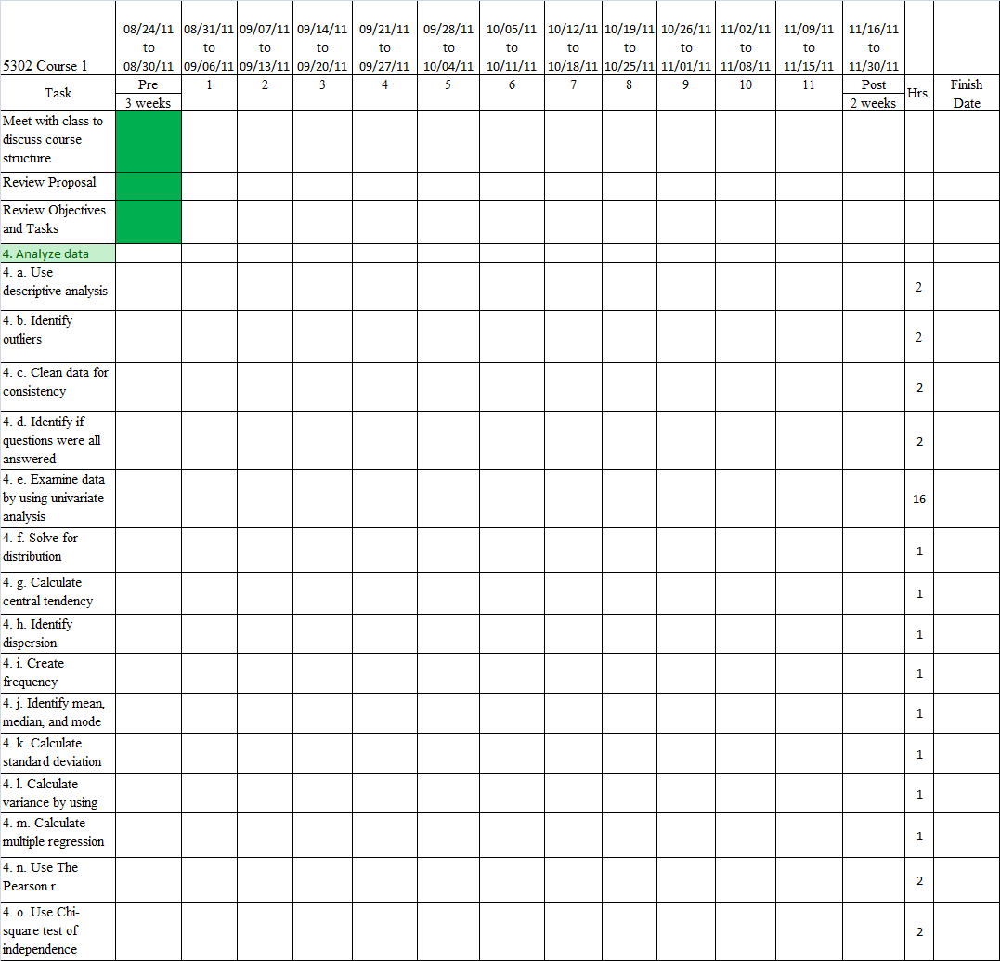 08/24/11 08/31/11 09/07/11 09/14/11 09/21/11 09/28/11 10/05/11 10/12/11 10/19/11 10/26/11 11/02/11 11/09/11 11/16/11
to to to to to to to to to to to to to
5302 Course 1 08/30/11 09/06/11 09/13/11 09/20/11 09/27/11 10/04/11 10/11/11 10/18/11 10/25/11 11/01/11 11/08/11 11/15/11 11/30/11
Task Pre 1 2 3 4 5 6 7 8 9 10 11 Post Hrs. Finish
3 weeks 2 weeks Date
Meet with class to
discuss course
structure
Review Proposal
Review Objectives
and Tasks
4. Analyze data
4. a. Use
descriptive analysis 2
4. b. Identify
outliers 2
4. c. Clean data for
consistency 2
4. d. Identify if
questions were all 2
answered
4. e. Examine data
by using univariate 16
analysis
4. f. Solve for
distribution 1
4. g. Calculate
central tendency 1
4. h. Identify
dispersion 1
4. i. Create
frequency 1
4. j. Identify mean,
median, and mode 1
4. k. Calculate
standard deviation 1
4. l. Calculate
variance by using 1
4. m. Calculate
multiple regression 1
4. n. Use The
Pearson r 2
4. o. Use Chi-
square test of 2
independence